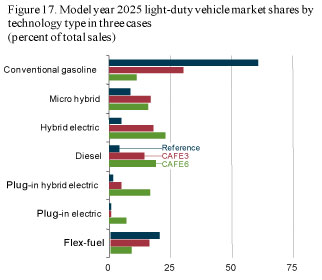 Figure 17. Model year 2025 light-duty vehicle market shares by
technology type in three cases
(percent of total sales)
Conventional gasoline
Micro hybrid
Hybrid electric
Diesel
Reference
CAFE3
CAFE6
Plug-in hybrid electric
Plug-in electric
Flex-fuel
0 25 50 75